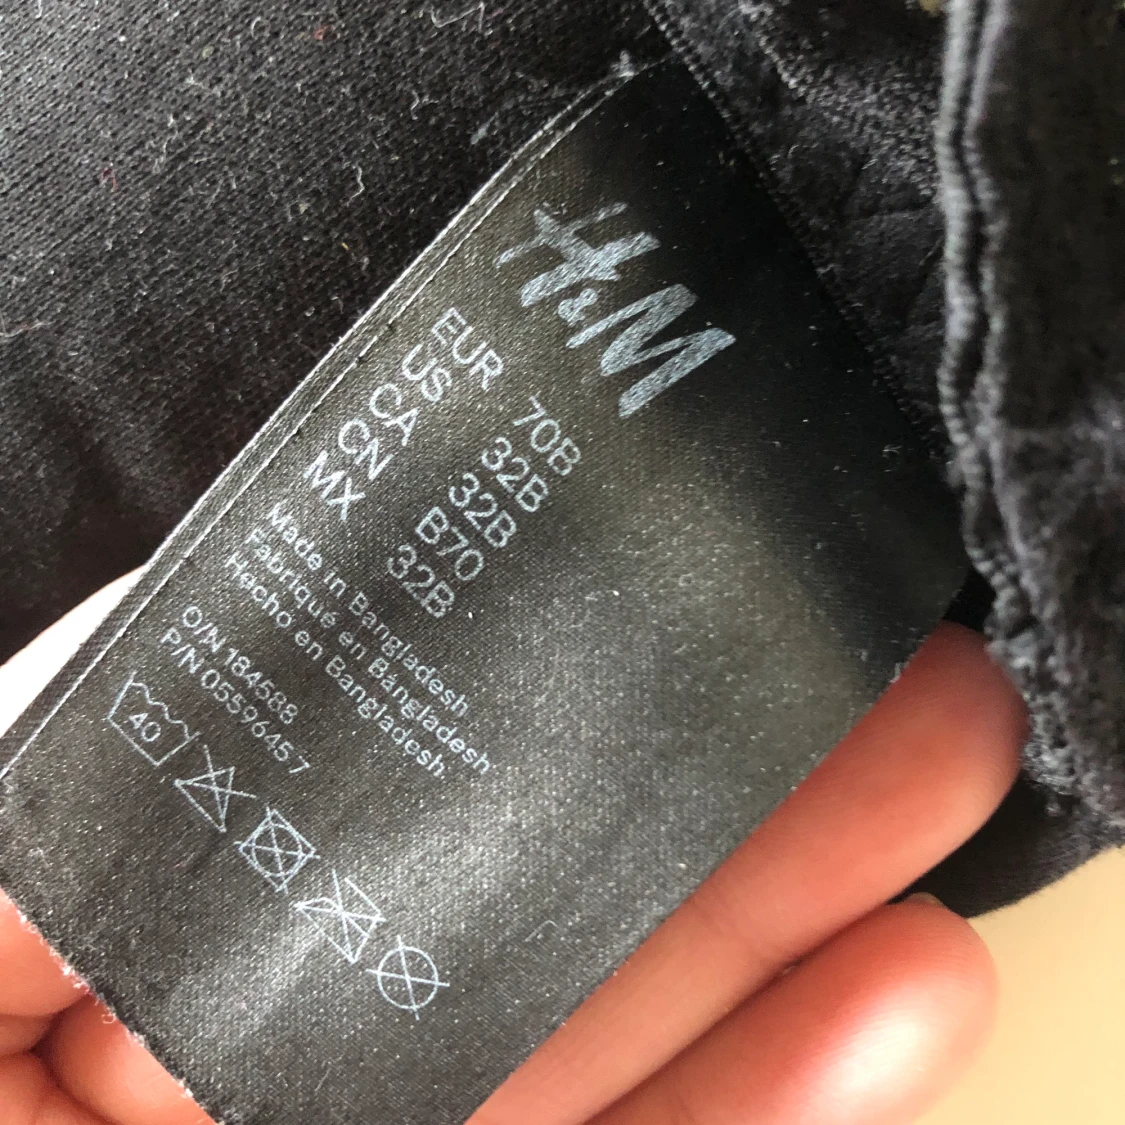 H&M
EUR 70B
US 32B
CA 32B
CN B70
MX 32B
Made in Bangladesh
Fabriqué en Bangladesh
Hecho en Bangladesh
O/N 184588
P/N 05596457
40